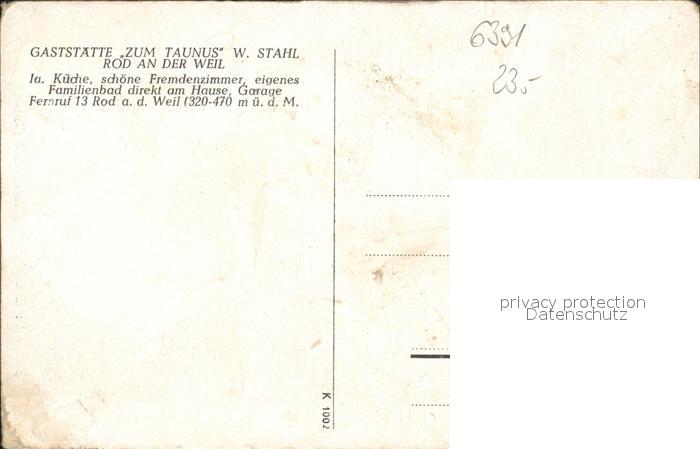 GASTSTÄTTE „ZUM TAUNUS" W. STAHL
ROD AN DER WEIL
Ia. Küche, schöne Fremdenzimmer, eigenes
Familienbad direkt am Hause, Garage
Fernruf 13 Rod a. d. Weil (320-470 m ü. d. M.
6391
23.-
privacy protection
Datenschutz
K 1002